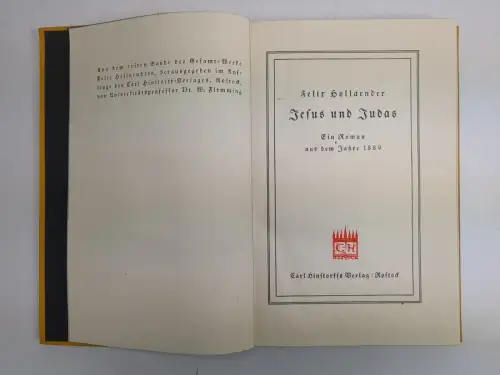 Aus dem ersten Bande der Gesamt-Werke
Felix Hollaenders, herausgegeben im Auf-
trage des Carl Hinstorff-Verlages, Rostock,
von Universitätsprofessor Dr. W. Flemming
Felix Hollaender
Jesus und Judas
Ein Roman
aus dem Jahre 1889
C H
ROSTOCK
Carl Hinstorffs Verlag / Rostock